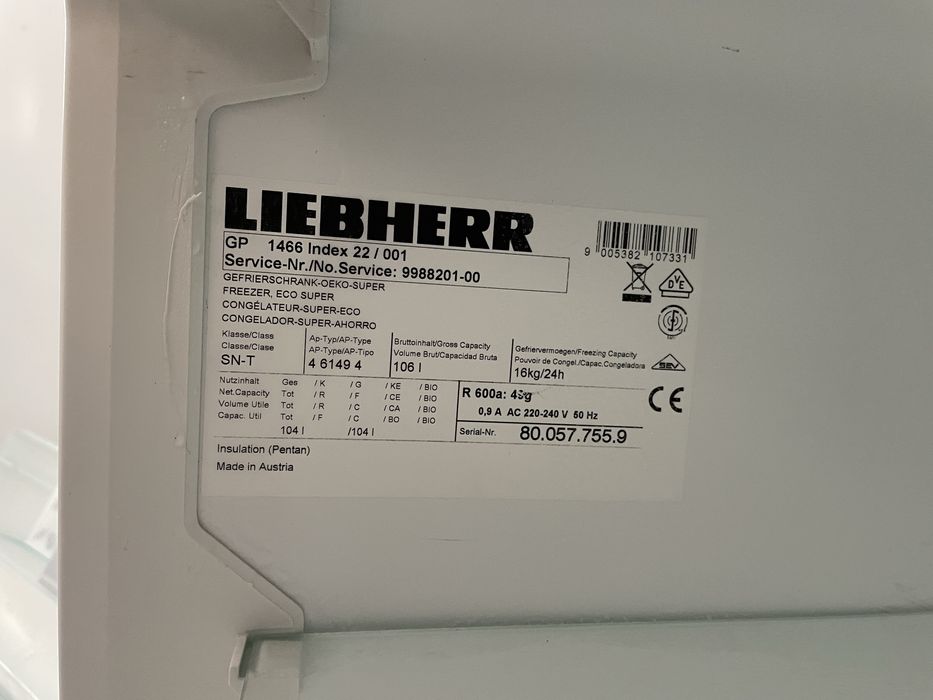 LIEBHERR
GP 1466 Index 22 / 001
Service-Nr./No.Service: 9988201-00
9 005382 107331
GEFRIERSCHRANK-OEKO-SUPER
FREEZER, ECO SUPER
CONGÉLATEUR-SUPER-ECO
CONGELADOR-SUPER-AHORRO
DVE
Klasse/Class
Classe/Clase
SN-T
Ap-Typ/AP-Type
AP-Type/AP-Tipo
4 6149 4
Bruttoinhalt/Gross Capacity
Volume Brut/Capacidad Bruta
106 l
Gefriervermoegen/Freezing Capacity
Pouvoir de Congel./Capac.Congeladora
16kg/24h
SEV
CE
Nutzinhalt Ges / K / G / KE / BIO
Net.Capacity Tot / R / F / CE / BIO
Volume Utile Tot / R / C / CA / BIO
Capac. Util Tot / F / C / BO / BIO
104 l /104 l
R 600a:
0,9 A AC 220-240 V 50 Hz
Serial-Nr. 80.057.755.9
Insulation (Pentan)
Made in Austria